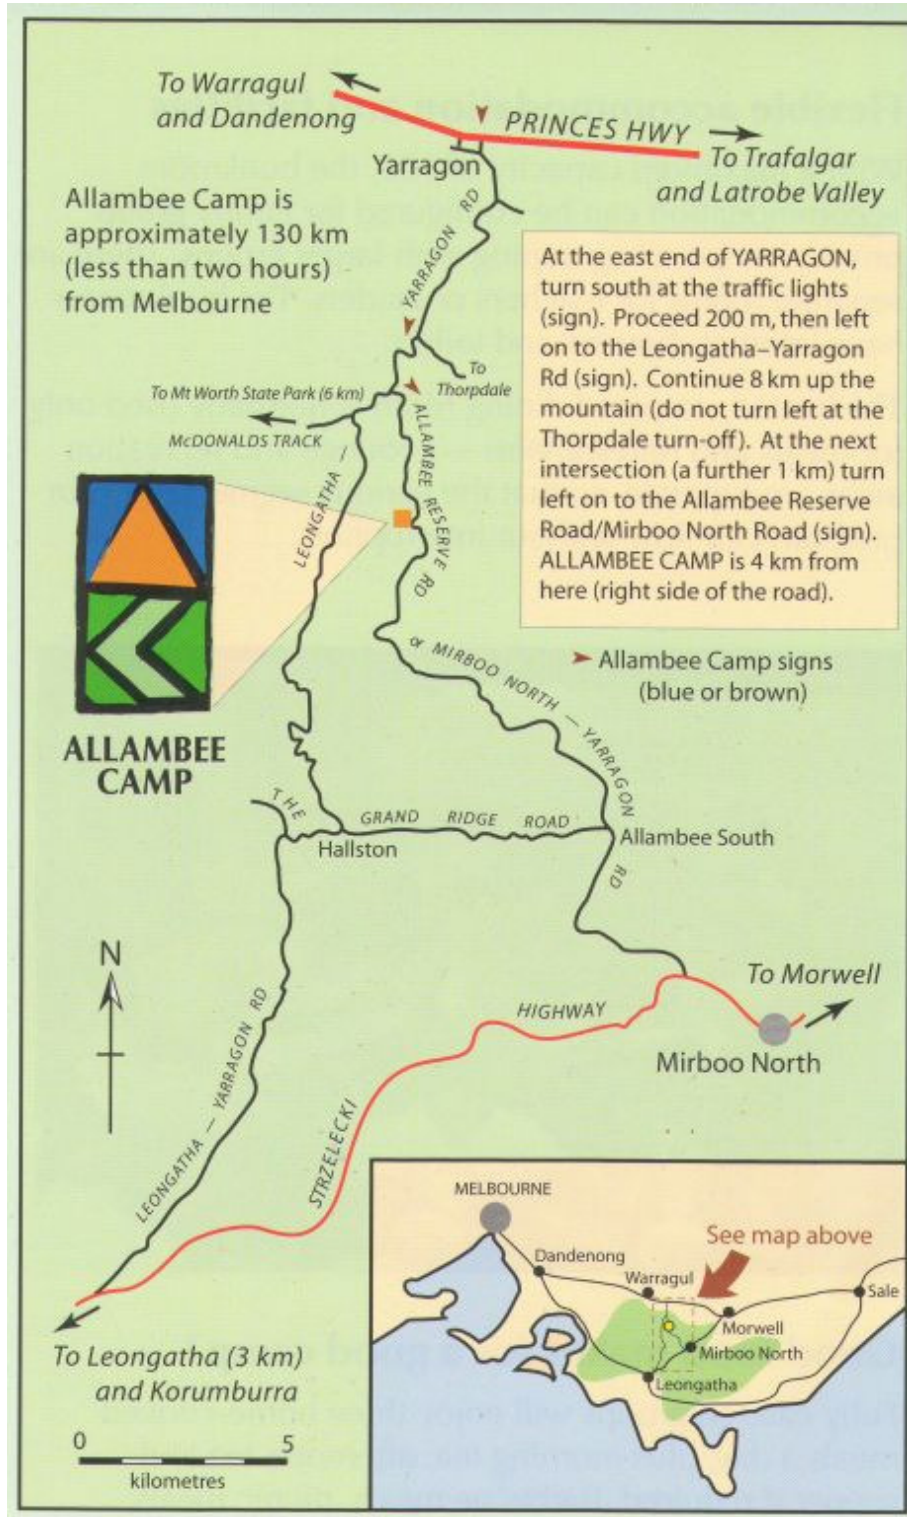 To Warragul
and Dandenong
PRINCES HWY
To Trafalgar
and Latrobe Valley
Yarragon
Allambee Camp is
approximately 130 km
(less than two hours)
from Melbourne
YARRAGON RD
At the east end of YARRAGON,
turn south at the traffic lights
(sign). Proceed 200 m, then left
on to the Leongatha–Yarragon
Rd (sign). Continue 8 km up the
mountain (do not turn left at the
Thorpdale turn-off). At the next
intersection (a further 1 km) turn
left on to the Allambee Reserve
Road/Mirboo North Road (sign).
ALLAMBEE CAMP is 4 km from
here (right side of the road).
To
Thorpdale
To Mt Worth State Park (6 km)
McDONALDS TRACK
LEONGATHA —
ALLAMBEE RESERVE RD
or MIRBOO NORTH — YARRAGON RD
Allambee Camp signs
(blue or brown)
ALLAMBEE
CAMP
THE GRAND RIDGE ROAD
Hallston
Allambee South
N
To Morwell
Mirboo North
STRZELECKI HIGHWAY
LEONGATHA — YARRAGON RD
To Leongatha (3 km)
and Korumburra
0 5
kilometres
MELBOURNE
See map above
Dandenong
Warragul
Sale
Morwell
Mirboo North
Leongatha